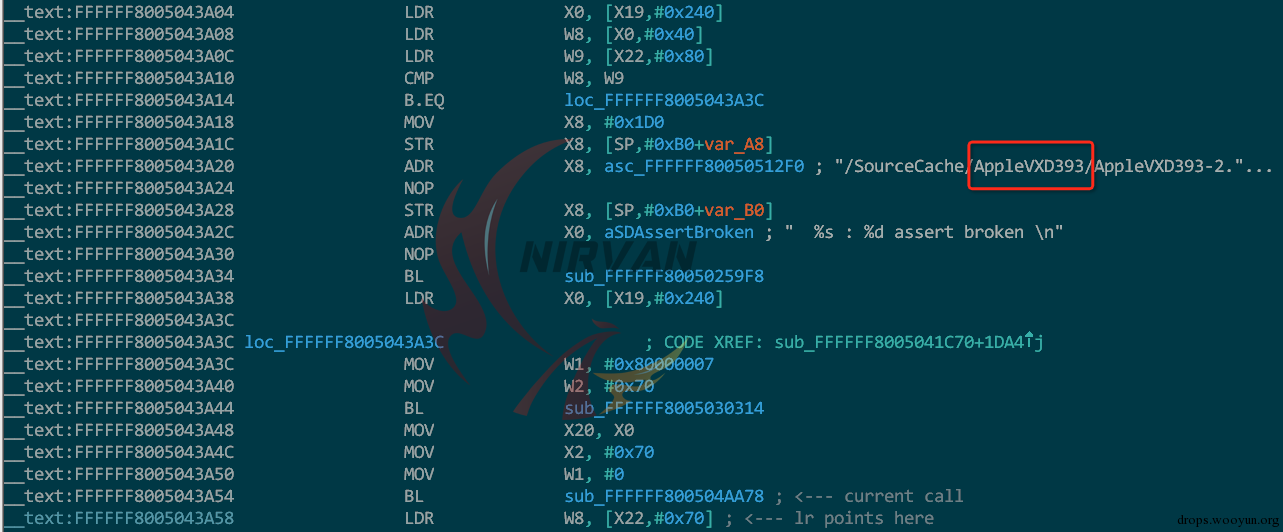 __text:FFFFFF8005043A04 LDR X0, [X19,#0x240]
__text:FFFFFF8005043A08 LDR W8, [X0,#0x40]
__text:FFFFFF8005043A0C LDR W9, [X22,#0x80]
__text:FFFFFF8005043A10 CMP W8, W9
__text:FFFFFF8005043A14 B.EQ loc_FFFFFF8005043A3C
__text:FFFFFF8005043A18 MOV X8, #0x1D0
__text:FFFFFF8005043A1C STR X8, [SP,#0xB0+var_A8]
__text:FFFFFF8005043A20 ADR X8, asc_FFFFFF80050512F0 ; "/SourceCache/AppleVXD393/AppleVXD393-2."...
__text:FFFFFF8005043A24 NOP
__text:FFFFFF8005043A28 STR X8, [SP,#0xB0+var_B0]
__text:FFFFFF8005043A2C ADR X0, aSDAssertBroken ; "  %s : %d assert broken \n"
__text:FFFFFF8005043A30 NOP
__text:FFFFFF8005043A34 BL sub_FFFFFF80050259F8
__text:FFFFFF8005043A38 LDR X0, [X19,#0x240]
__text:FFFFFF8005043A3C
__text:FFFFFF8005043A3C loc_FFFFFF8005043A3C ; CODE XREF: sub_FFFFFF8005041C70+1DA4↑j
__text:FFFFFF8005043A3C MOV W1, #0x80000007
__text:FFFFFF8005043A40 MOV W2, #0x70
__text:FFFFFF8005043A44 BL sub_FFFFFF8005030314
__text:FFFFFF8005043A48 MOV X20, X0
__text:FFFFFF8005043A4C MOV X2, #0x70
__text:FFFFFF8005043A50 MOV W1, #0
__text:FFFFFF8005043A54 BL sub_FFFFFF800504AA78 ; <--- current call
__text:FFFFFF8005043A58 LDR W8, [X22,#0x70] ; <--- lr points here
NIRVAN
drops.wooyun.org